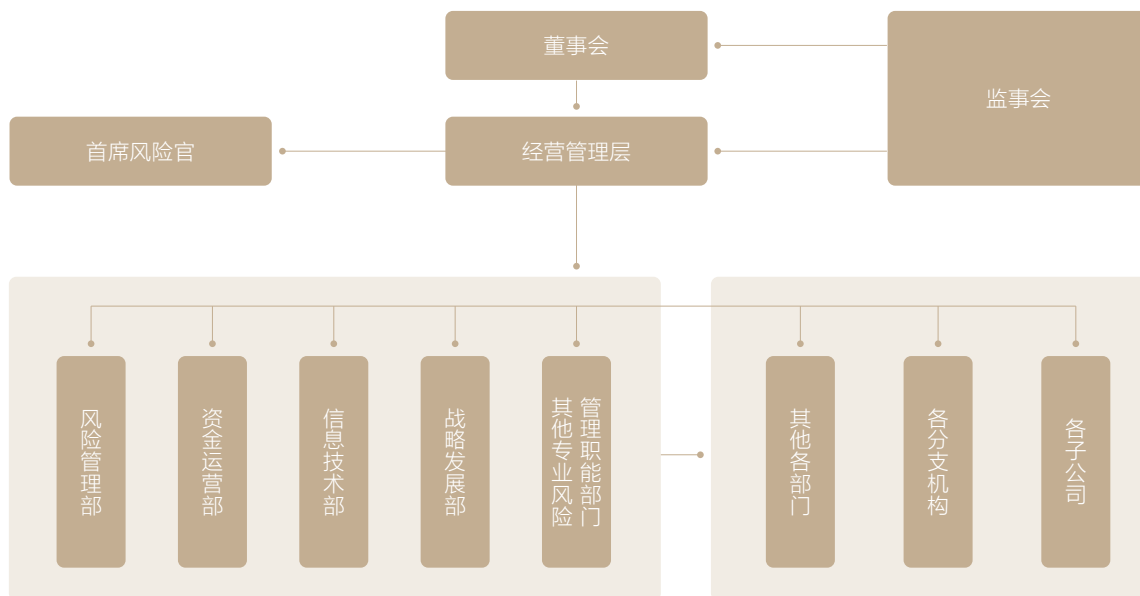 董事会
监事会
首席风险官
经营管理层
风险管理部
资金运营部
信息技术部
战略发展部
其他专业风险
管理职能部门
其他各部门
各分支机构
各子公司